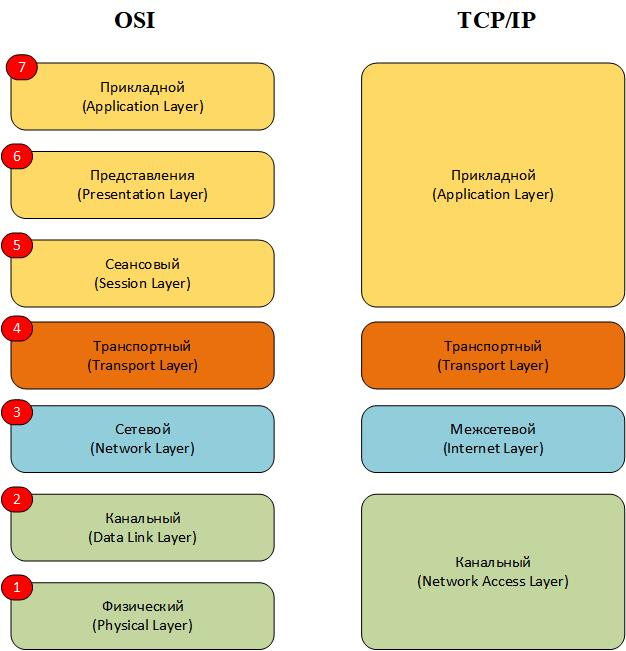 OSI
TCP/IP
7
Прикладной
(Application Layer)
6
Представления
(Presentation Layer)
5
Сеансовый
(Session Layer)
4
Транспортный
(Transport Layer)
3
Сетевой
(Network Layer)
2
Канальный
(Data Link Layer)
1
Физический
(Physical Layer)
Прикладной
(Application Layer)
Транспортный
(Transport Layer)
Межсетевой
(Internet Layer)
Канальный
(Network Access Layer)